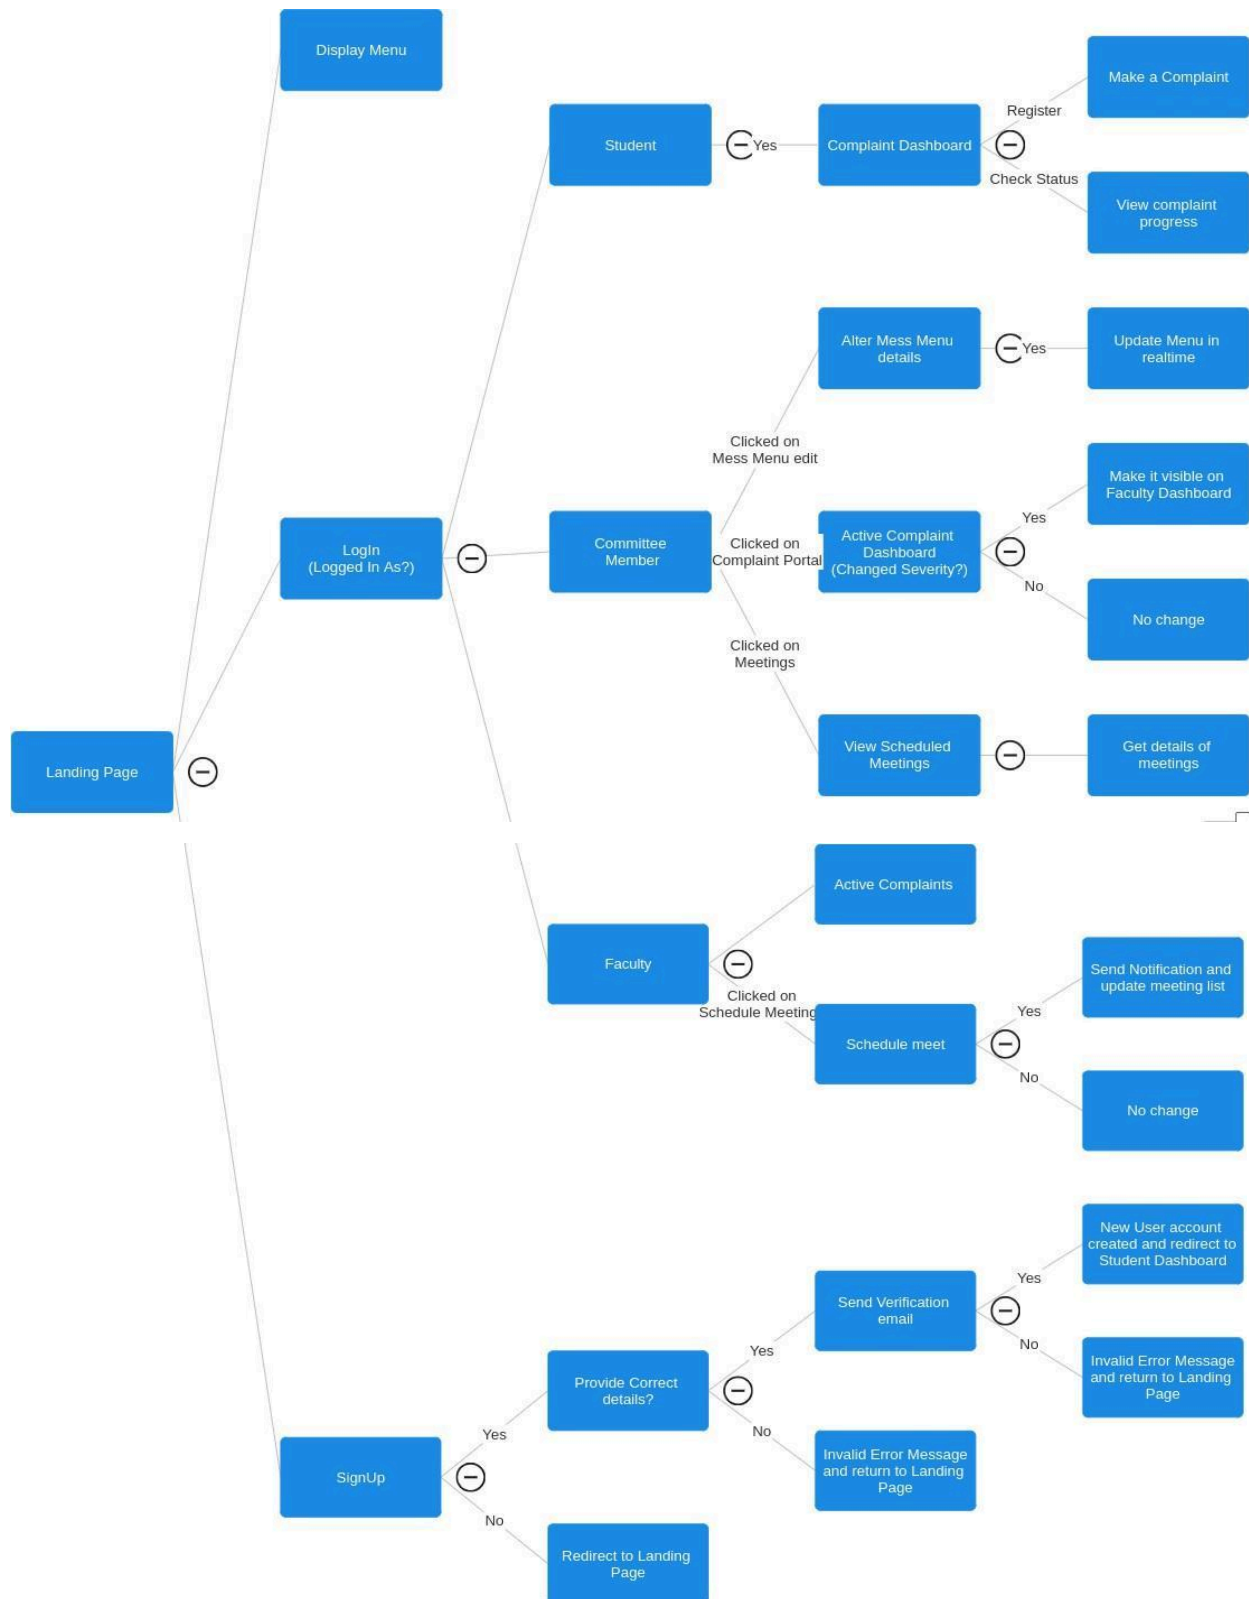 Display Menu
Student
Yes
Complaint Dashboard
Register
Make a Complaint
Check Status
View complaint
progress
Alter Mess Menu
details
Yes
Update Menu in
realtime
Clicked on
Mess Menu edit
LogIn
(Logged In As?)
Committee
Member
Clicked on
Complaint Portal
Active Complaint
Dashboard
(Changed Severity?)
Yes
Make it visible on
Faculty Dashboard
No
No change
Clicked on
Meetings
View Scheduled
Meetings
Get details of
meetings
Landing Page
Faculty
Active Complaints
Clicked on
Schedule Meeting
Schedule meet
Yes
Send Notification and
update meeting list
No
No change
SignUp
Yes
Provide Correct
details?
Yes
Send Verification
email
Yes
New User account
created and redirect to
Student Dashboard
No
Invalid Error Message
and return to Landing
Page
No
Invalid Error Message
and return to Landing
Page
No
Redirect to Landing
Page